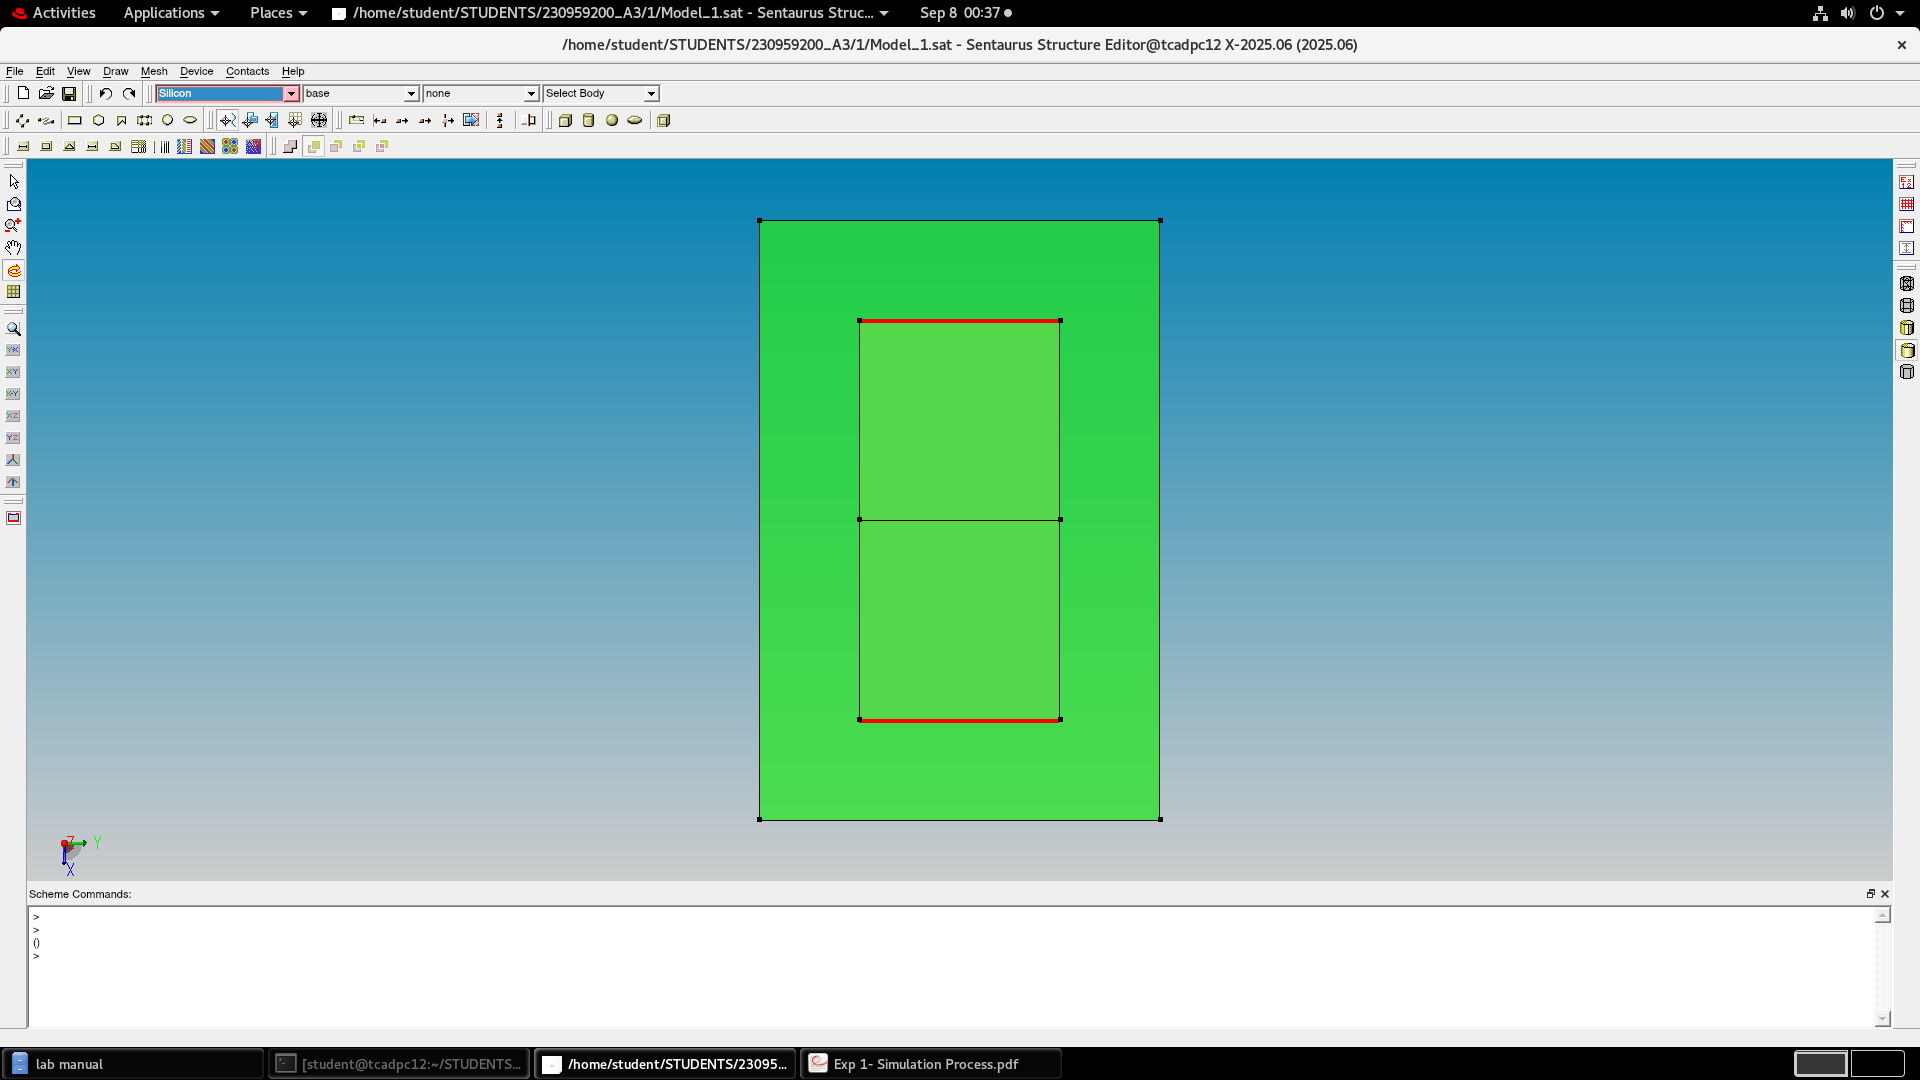 Activities Applications Places /home/student/STUDENTS/230959200_A3/1/Model_1.sat - Sentaurus Struc... Sep 8 00:37
/home/student/STUDENTS/230959200_A3/1/Model_1.sat - Sentaurus Structure Editor@tcadpc12 X-2025.06 (2025.06)
File Edit View Draw Mesh Device Contacts Help
Silicon base none Select Body
Z
Y
X
Scheme Commands:
>
>
()
>
lab manual [student@tcadpc12:~/STUDENTS... /home/student/STUDENTS/23095... Exp 1- Simulation Process.pdf